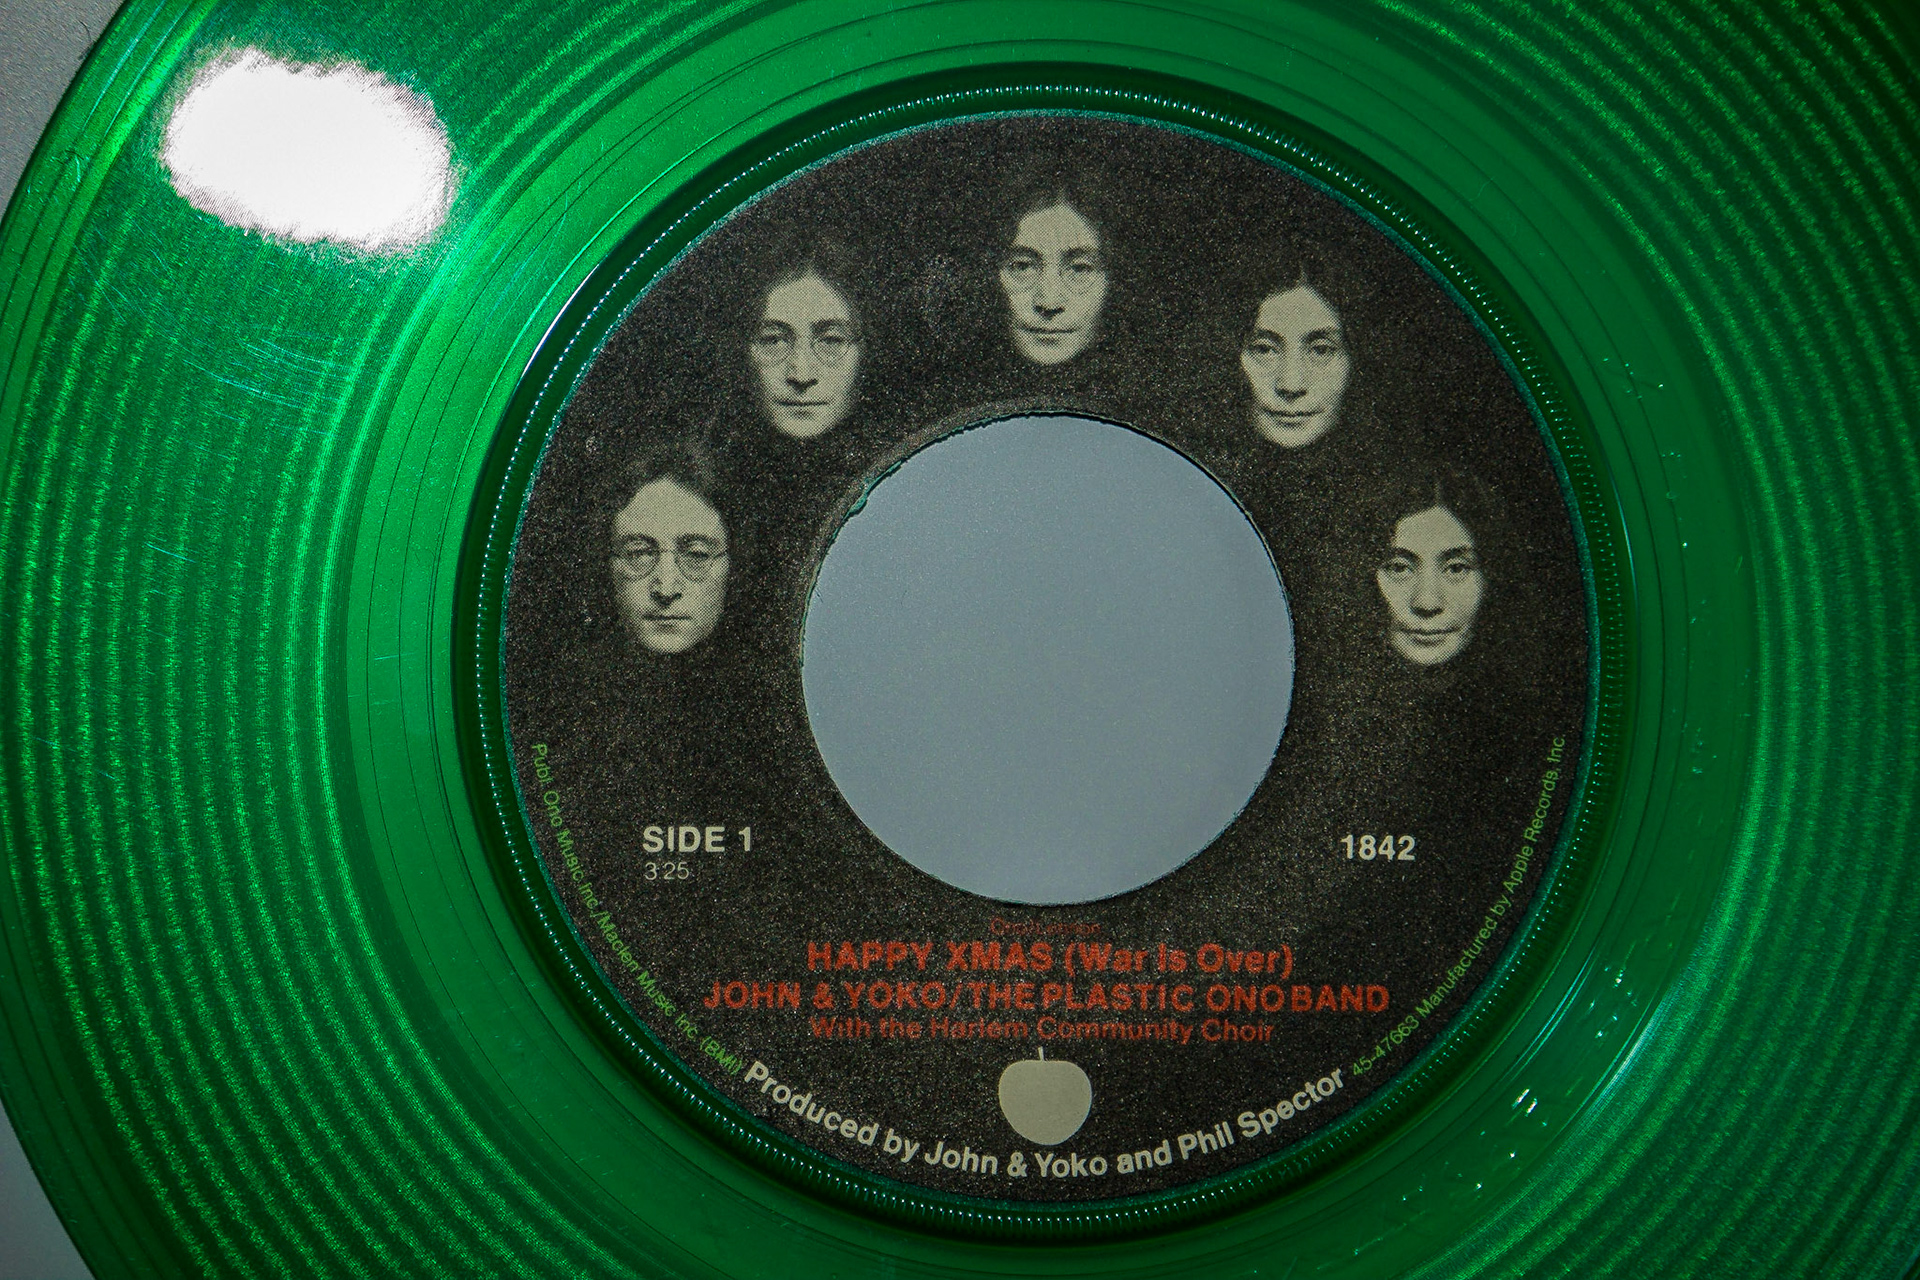 SIDE 1
3:25
1842
Ono/Lennon
HAPPY XMAS (War Is Over)
JOHN & YOKO/THE PLASTIC ONO BAND
With the Harlem Community Choir
Publ. Ono Music Inc./Maclen Music Inc. (BMI)
Produced by John & Yoko and Phil Spector
45-47663 Manufactured by Apple Records, Inc.